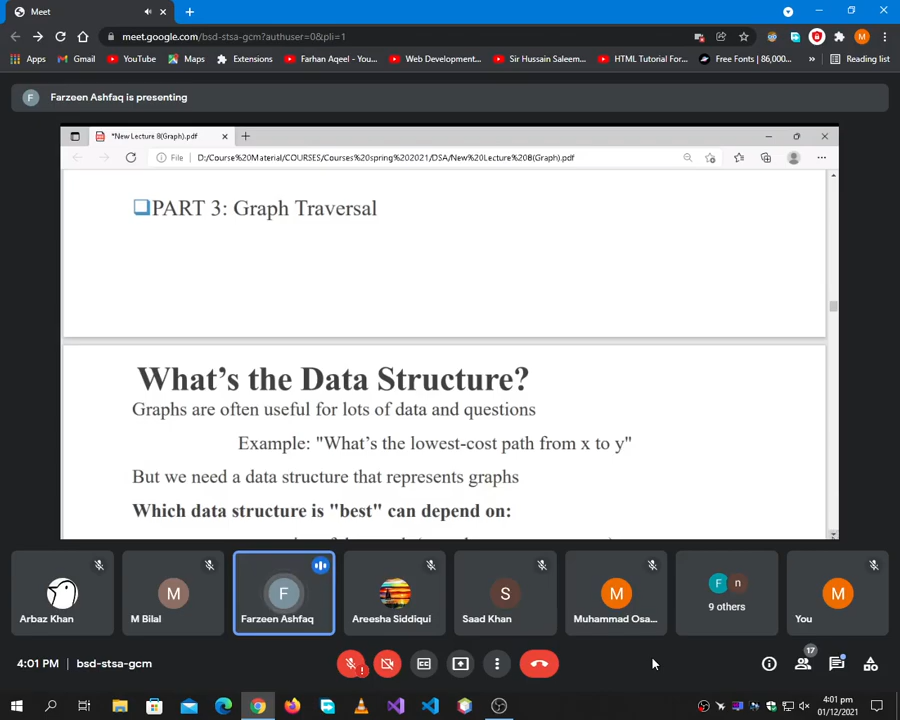 Meet
meet.google.com/bsd-stsa-gcm?authuser=0&pli=1
M
Apps
Gmail
YouTube
Maps
Extensions
Farhan Aqeel - You...
Web Development...
Sir Hussain Saleem...
HTML Tutorial For...
Free Fonts | 86,000...
»
Reading list
F
Farzeen Ashfaq is presenting
*New Lecture 8(Graph).pdf
File
D:/Course%20Material/COURSES/Courses%20spring%202021/DSA/New%20Lecture%208(Graph).pdf
PART 3: Graph Traversal
What's the Data Structure?
Graphs are often useful for lots of data and questions
Example: "What's the lowest-cost path from x to y"
But we need a data structure that represents graphs
Which data structure is "best" can depend on:
Arbaz Khan
M
M Bilal
F
Farzeen Ashfaq
Areesha Siddiqui
S
Saad Khan
M
Muhammad Osa...
F n
9 others
M
You
4:01 PM
bsd-stsa-gcm
17
4:01 pm
01/12/2021